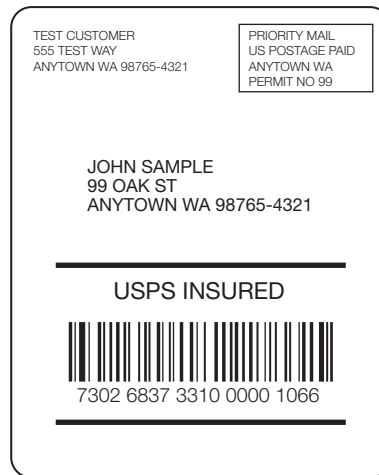 TEST CUSTOMER
555 TEST WAY
ANYTOWN WA 98765-4321
PRIORITY MAIL
US POSTAGE PAID
ANYTOWN WA
PERMIT NO 99
JOHN SAMPLE
99 OAK ST
ANYTOWN WA 98765-4321
USPS INSURED
7302 6837 3310 0000 1066